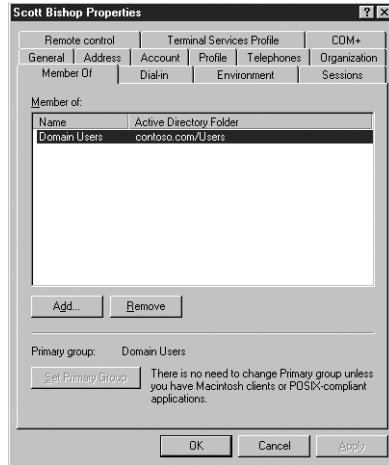 Scott Bishop Properties
Remote control Terminal Services Profile COM+
General Address Account Profile Telephones Organization
Member Of Dial-in Environment Sessions
Member of:
Name Active Directory Folder
Domain Users contoso.com/Users
Add... Remove
Primary group: Domain Users
Set Primary Group
There is no need to change Primary group unless
you have Macintosh clients or POSIX-compliant
applications.
OK Cancel Apply